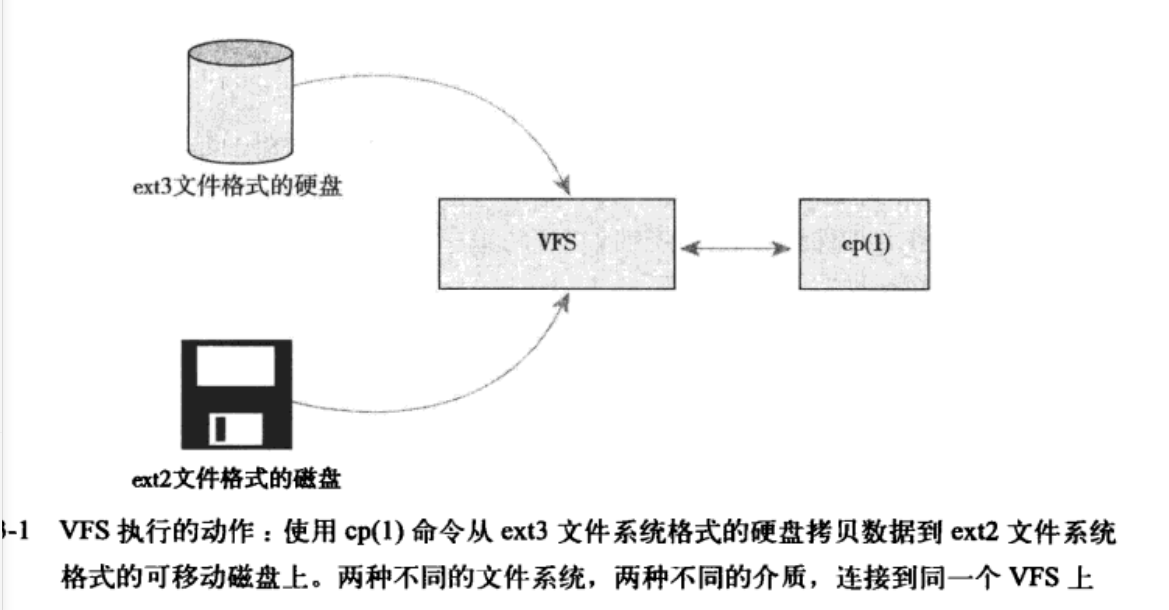 ext3文件格式的硬盘
VFS
cp(1)
ext2文件格式的磁盘
3-1 VFS 执行的动作：使用 cp(1) 命令从 ext3 文件系统格式的硬盘拷贝数据到 ext2 文件系统
格式的可移动磁盘上。两种不同的文件系统，两种不同的介质，连接到同一个 VFS 上